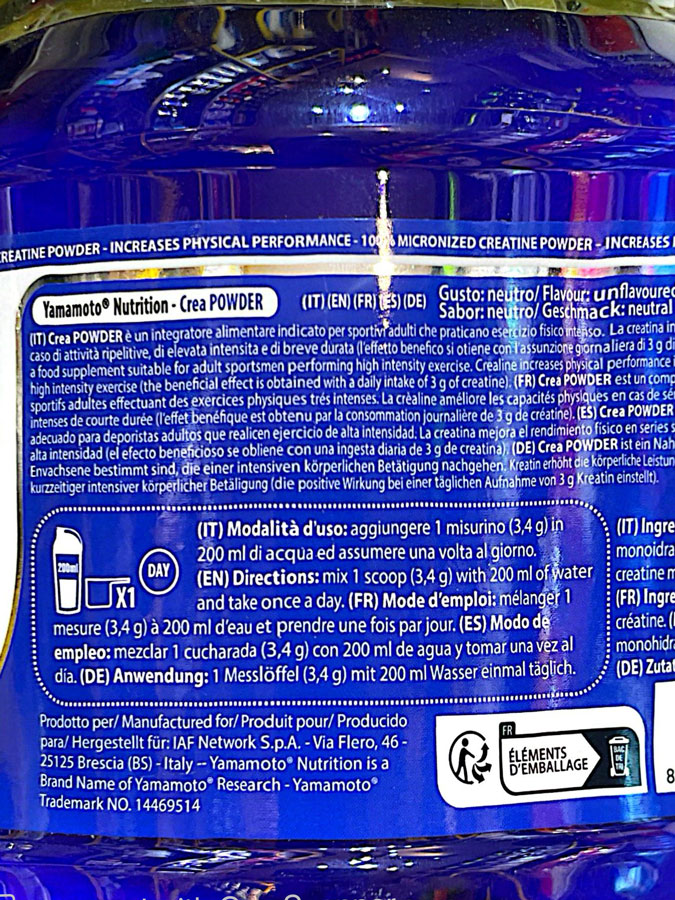 CREATINE POWDER - INCREASES PHYSICAL PERFORMANCE - 100% MICRONIZED CREATINE POWDER - INCREASES
Yamamoto® Nutrition - Crea POWDER
(IT) (EN) (FR) (ES) (DE)
Gusto: neutro/ Flavour: unflavoured
Sabor: neutro/ Geschmack: neutral
(IT) Crea POWDER è un integratore alimentare indicato per sportivi adulti che praticano esercizio fisico intenso. La creatina in
caso di attività ripelitive, di elevata intensita e di breve durata (l'effetto benefico si otiene con l'assunzione giornaliera di 3 g di
a food supplement suitable for adult sportsmen performing high intensity exercise. Crealine increases physical performance i
high intensity exercise (the beneficial effect is obtained with a daily intake of 3 g of creatine). (FR) Crea POWDER est un comp
sportifs adultes effectuant des exercices physiques trés intenses. La crèaline améliore les capacités physiques en cas de sé
intenses de courte durée (l'effet bénéfique est obtenu par la consommation journalière de 3 g de créatine). (ES) Crea POWDER
adecuado para deporistas adultos que realicen ejercicio de alta intensidad. La creatina mejora el rendimiento físico en series
alta intensidad (el efecto beneficioso se obliene con una ingesta diaria de 3 g de creatina). (DE) Crea POWDER ist ein Nah
Envachsene bestimmt sind, die einer intensiven körperlichen Betätigung nachgehen. Kreatin erhöht die körperliche Leistun
kurzzeitiger intensiver körperlicher Betäligung (die positive Wirkung bei einer täglichen Aufnahme von 3 g Kreatin einstellt).
200ml
X1
DAY
(IT) Modalità d'uso: aggiungere 1 misurino (3,4 g) in
200 ml di acqua ed assumere una volta al giorno.
(EN) Directions: mix 1 scoop (3,4 g) with 200 ml of water
and take once a day. (FR) Mode d'emploi: mélanger 1
mesure (3,4 g) à 200 ml d'eau et prendre une fois par jour. (ES) Modo de
empleo: mezclar 1 cucharada (3,4 g) con 200 ml de agua y tomar una vez al
día. (DE) Anwendung: 1 Messlöffel (3,4 g) mit 200 ml Wasser einmal täglich.
(IT) Ingre
monoidra
creatine m
(FR) Ingre
créatine. (
monohidra
(DE) Zutat
Prodotto per/ Manufactured for/ Produit pour/ Producido
para/ Hergestellt für: IAF Network S.p.A. - Via Flero, 46 -
25125 Brescia (BS) - Italy -- Yamamoto® Nutrition is a
Brand Name of Yamamoto® Research - Yamamoto®
Trademark NO. 14469514
FR
ÉLÉMENTS
D'EMBALLAGE
BAC
DE
TRI
8